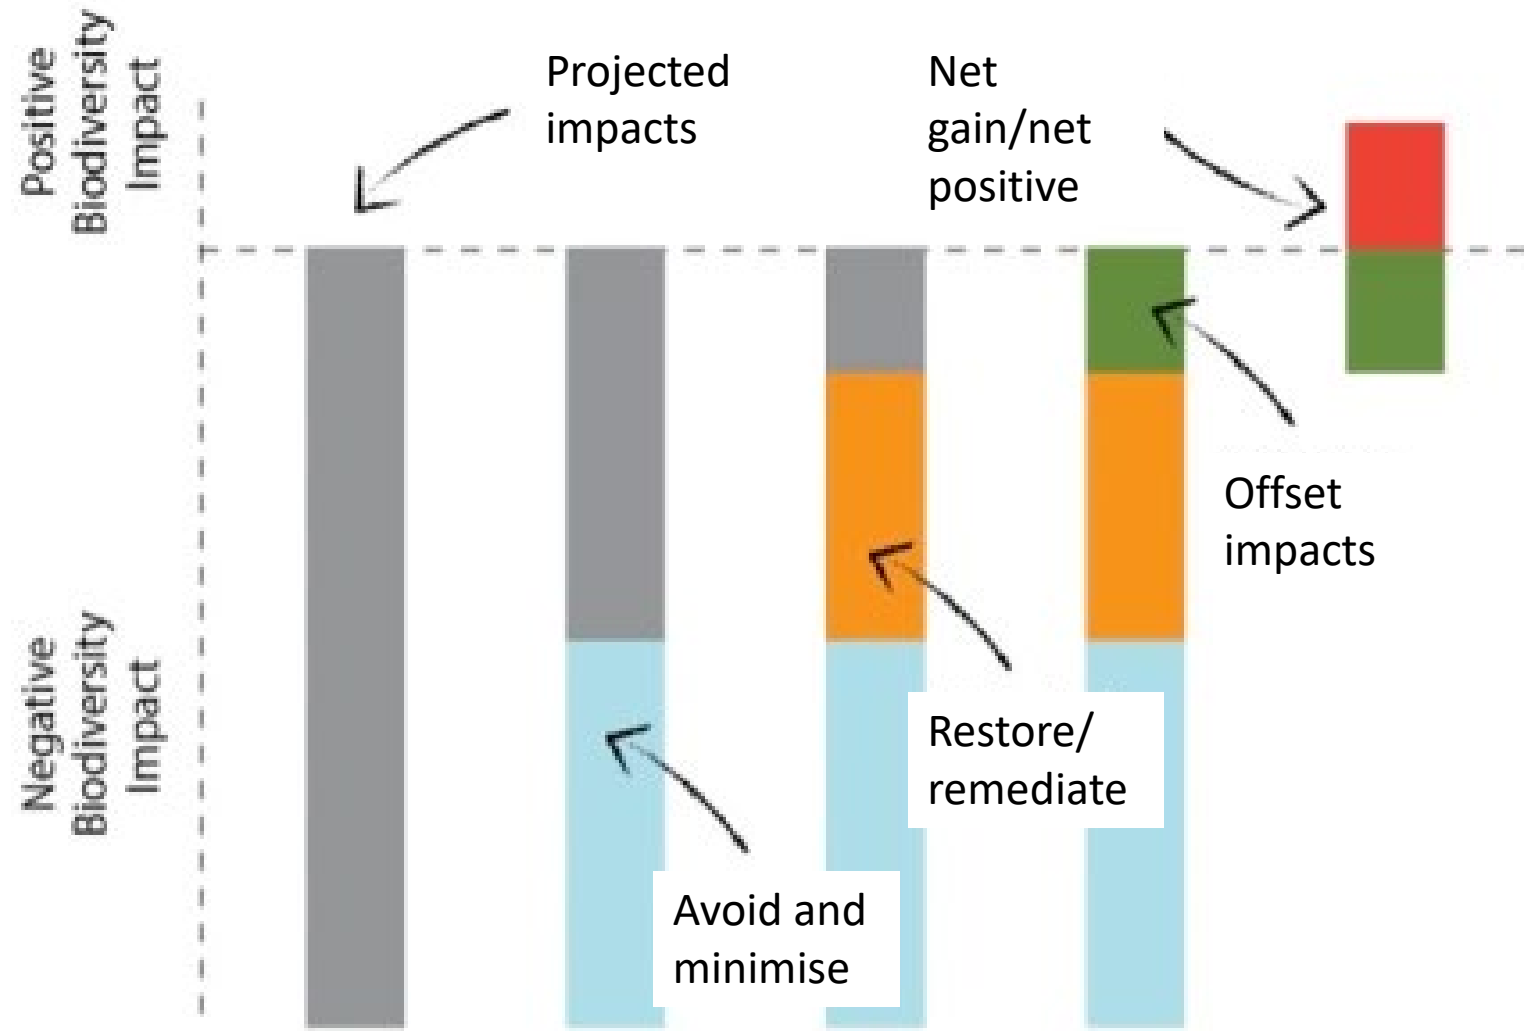 Positive
Biodiversity
Impact
Projected
impacts
Net
gain/net
positive
Offset
impacts
Negative
Biodiversity
Impact
Restore/
remediate
Avoid and
minimise